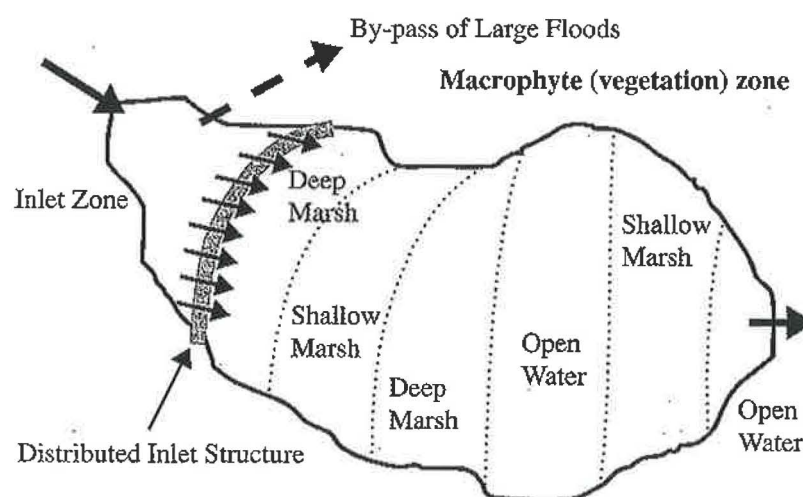 By-pass of Large Floods
Macrophyte (vegetation) zone
Inlet Zone
Deep
Marsh
Shallow
Marsh
Shallow
Marsh
Deep
Marsh
Open
Water
Open
Water
Distributed Inlet Structure